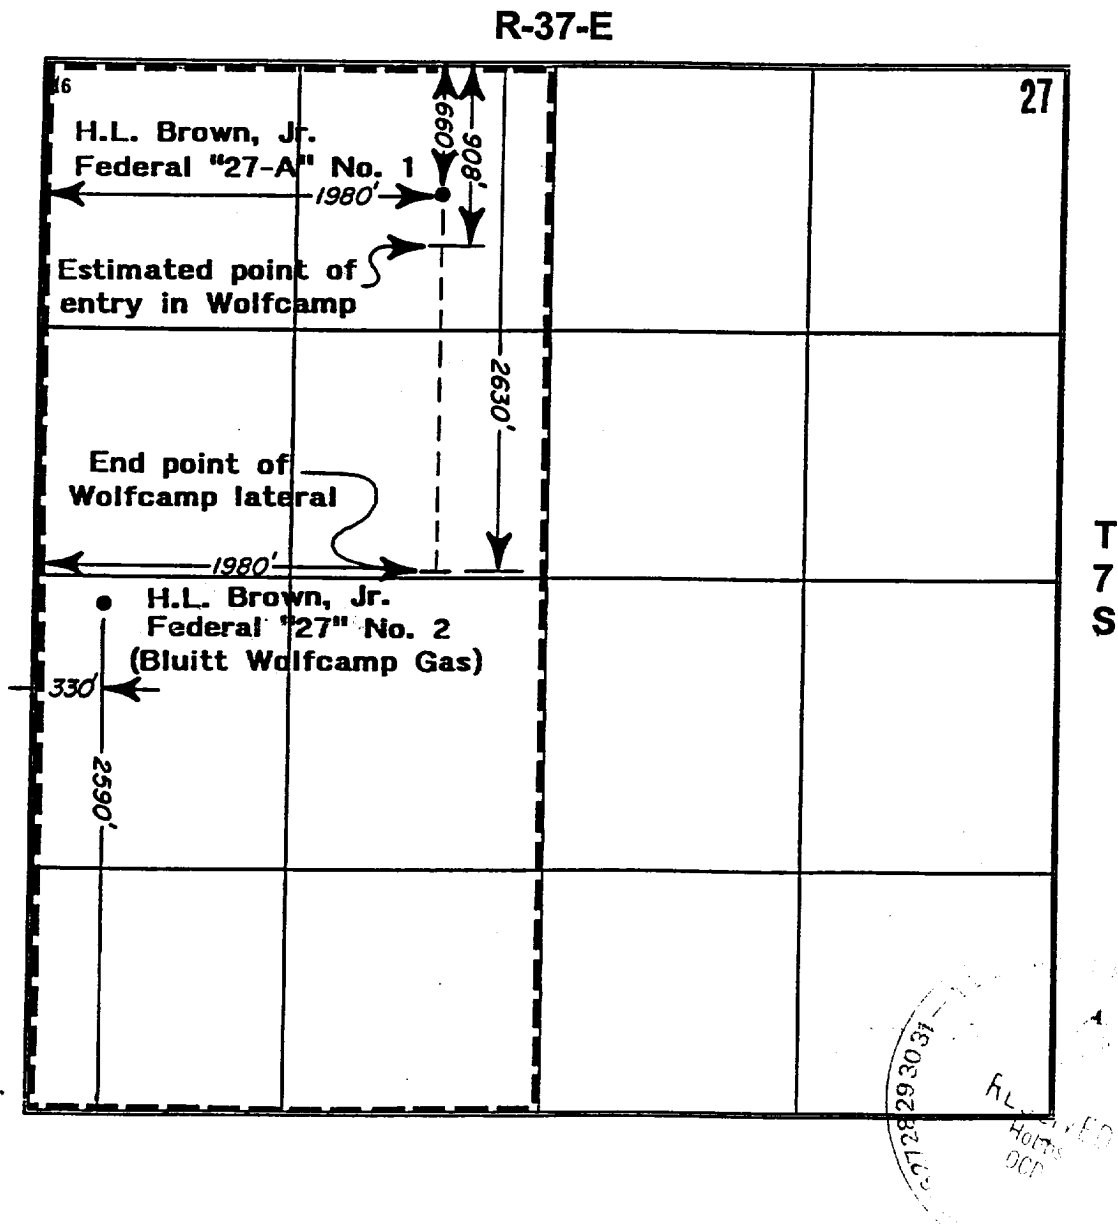 R-37-E
16
27
H.L. Brown, Jr.
Federal "27-A" No. 1
660'
908'
1980'
Estimated point of
entry in Wolfcamp
2630'
End point of
Wolfcamp lateral
1980'
T
7
S
H.L. Brown, Jr.
Federal "27" No. 2
(Bluitt Wolfcamp Gas)
330'
2590'
2728293031
Hobbs
OCD